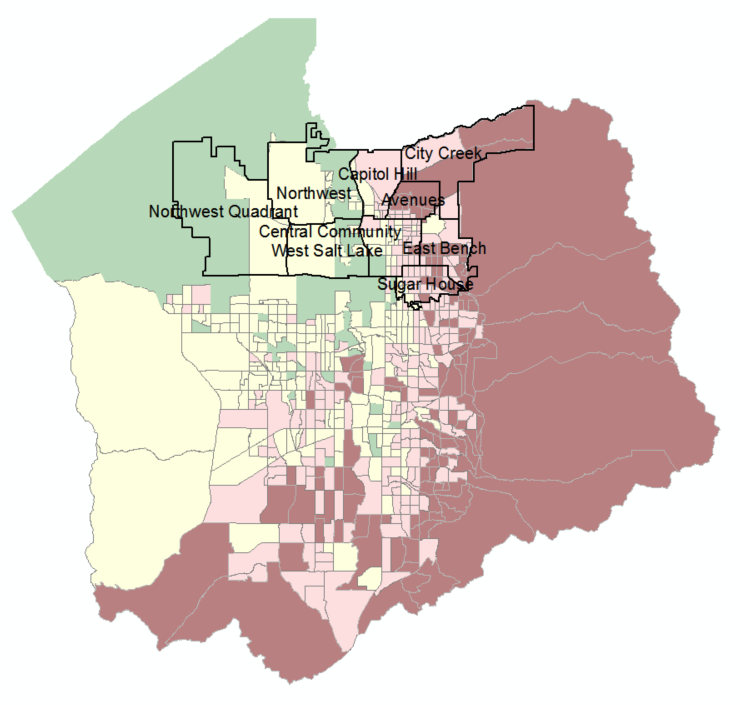 City Creek
Capitol Hill
Northwest
Avenues
Northwest Quadrant
Central Community
West Salt Lake
East Bench
Sugar House